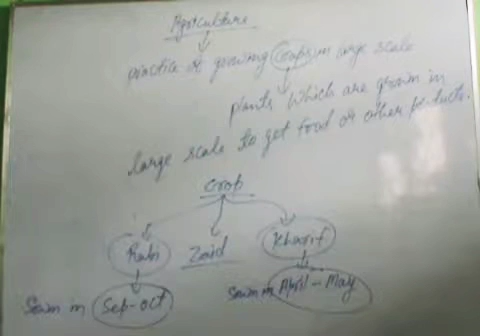 Agriculture
practice of growing Crops in large scale
plants which are grown in
large scale to get food or other products.
Crop
Rabi Zaid Kharif
Sown in Sep-oct Sown in April-May